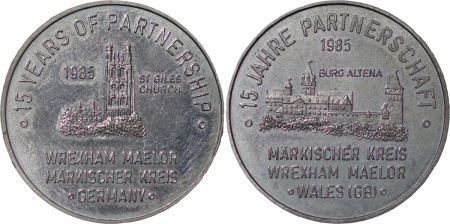 15 YEARS OF PARTNERSHIP
1985
ST GILES
CHURCH
WREXHAM MAELOR
MÄRKISCHER KREIS
GERMANY
15 JAHRE PARTNERSCHAFT
1985
BURG ALTENA
MÄRKISCHER KREIS
WREXHAM MAELOR
WALES (GB)